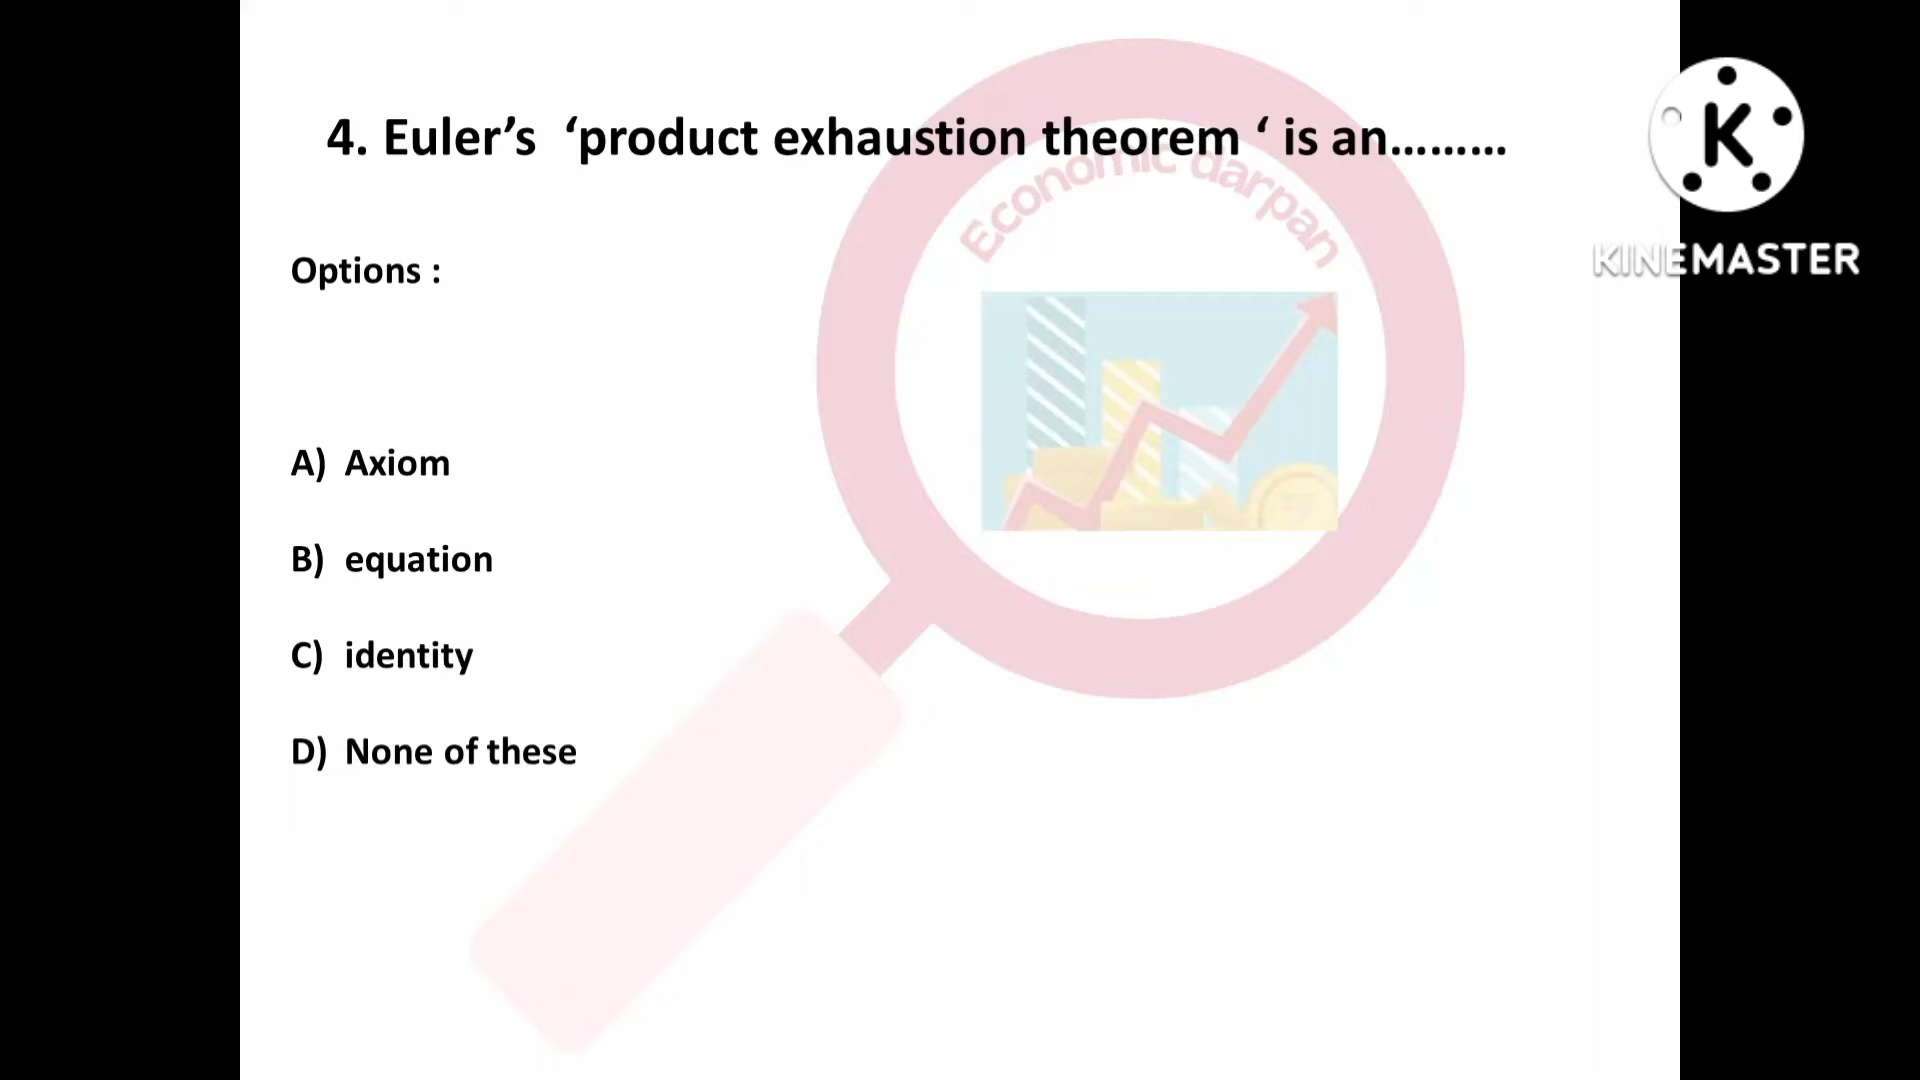 4. Euler’s ‘product exhaustion theorem ‘ is an………
Economic darpan
K
KINEMASTER
Options :
A) Axiom
B) equation
C) identity
D) None of these